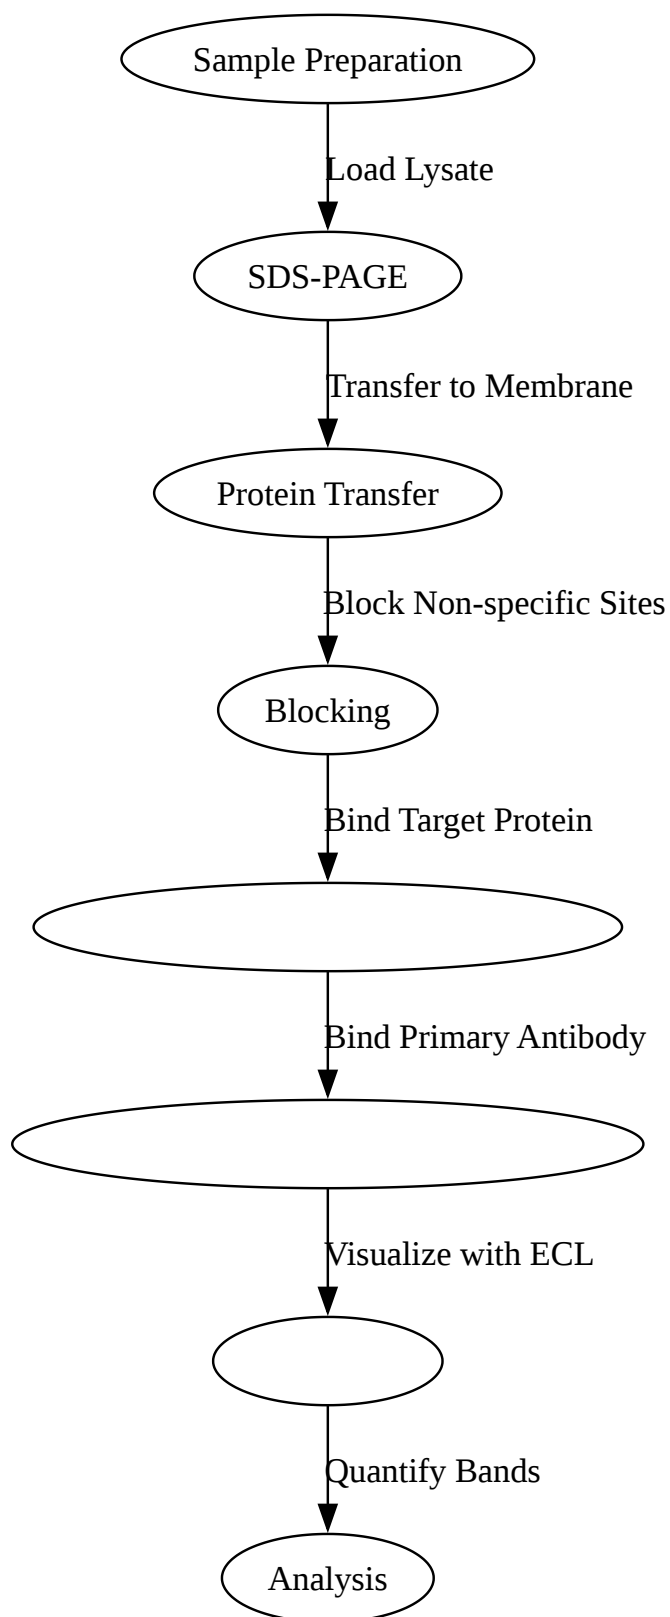 Sample Preparation
Load Lysate
SDS-PAGE
Transfer to Membrane
Protein Transfer
Block Non-specific Sites
Blocking
Bind Target Protein
Bind Primary Antibody
Visualize with ECL
Quantify Bands
Analysis